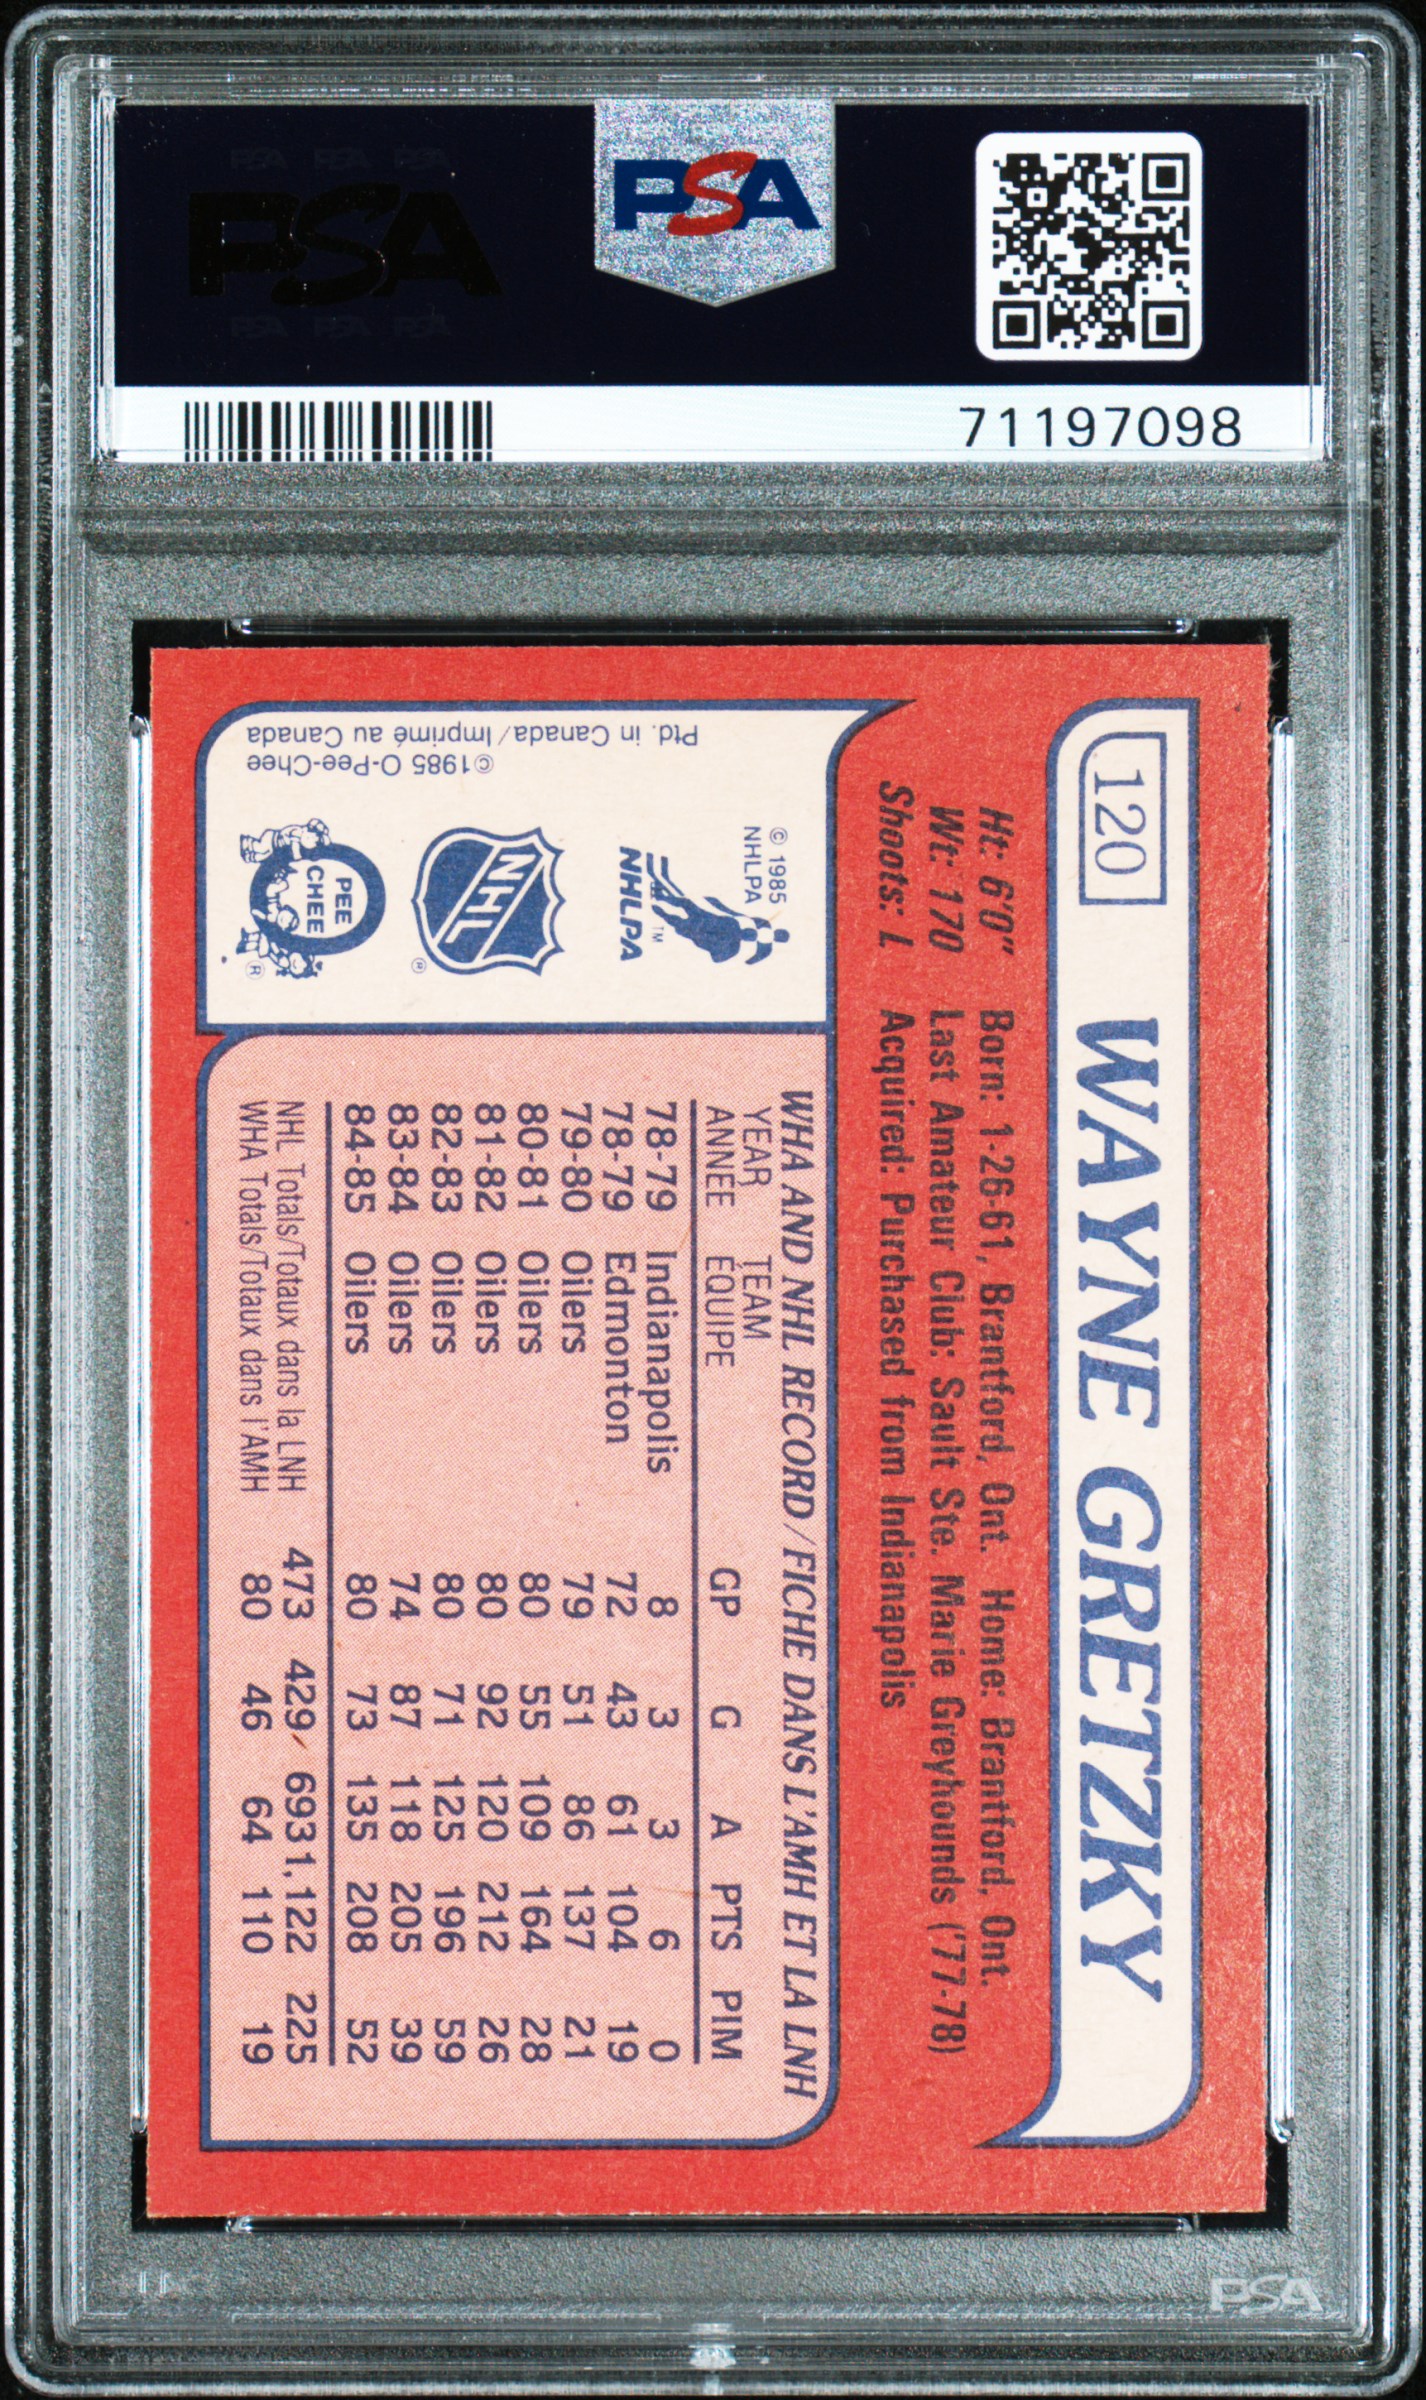 PSA
PSA
71197098
120 WAYNE GRETZKY
Ht: 6'0" Born: 1-26-61, Brantford, Ont. Home: Brantford, Ont.
Wt: 170 Last Amateur Club: Sault Ste. Marie Greyhounds ('77-78)
Shoots: L Acquired: Purchased from Indianapolis
© 1985
NHLPA
NHLPA™
NHL ®
PEE
CHEE
®
©1985 O-Pee-Chee
Ptd. in Canada/Imprimé au Canada
WHA AND NHL RECORD/FICHE DANS L'AMH ET LA LNH
YEAR TEAM
ANNÉE ÉQUIPE GP G A PTS PIM
78-79 Indianapolis 8 3 3 6 0
78-79 Edmonton 72 43 61 104 19
79-80 Oilers 79 51 86 137 21
80-81 Oilers 80 55 109 164 28
81-82 Oilers 80 92 120 212 26
82-83 Oilers 80 71 125 196 59
83-84 Oilers 74 87 118 205 39
84-85 Oilers 80 73 135 208 52
NHL Totals/Totaux dans la LNH 473 429 693 1,122 225
WHA Totals/Totaux dans l'AMH 80 46 64 110 19
PSA